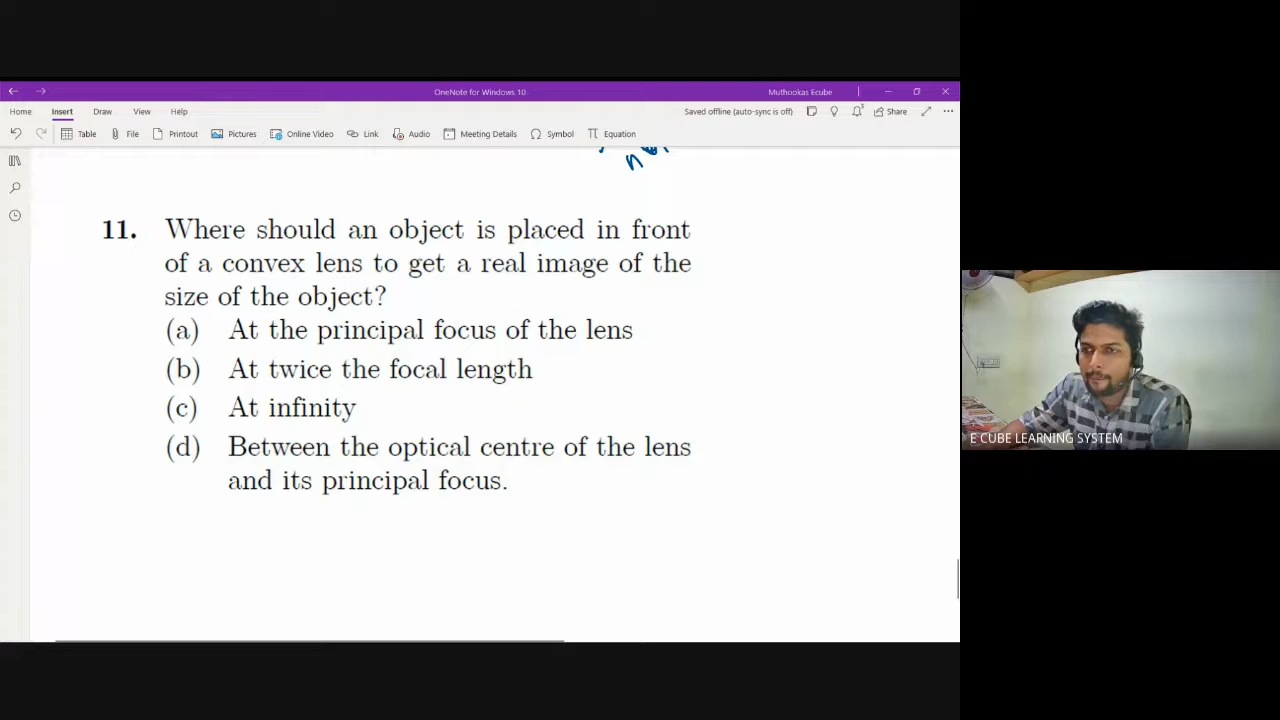 OneNote for Windows 10
Muthookas Ecube
Home Insert Draw View Help
Saved offline (auto-sync is off)
Share
Table File Printout Pictures Online Video Link Audio Meeting Details Symbol Equation
11. Where should an object is placed in front
of a convex lens to get a real image of the
size of the object?
(a) At the principal focus of the lens
(b) At twice the focal length
(c) At infinity
(d) Between the optical centre of the lens
and its principal focus.
E CUBE LEARNING SYSTEM